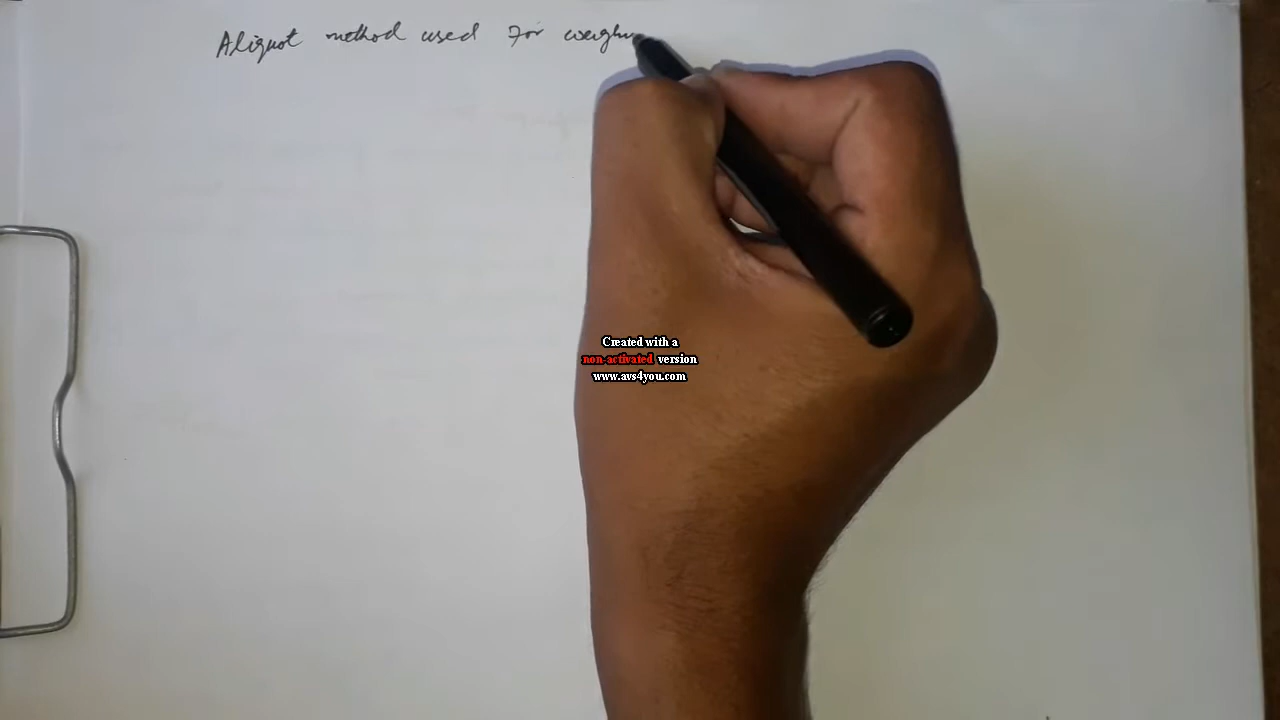 Aliquot method used for
Created with a
non-activated version
www.avs4you.com